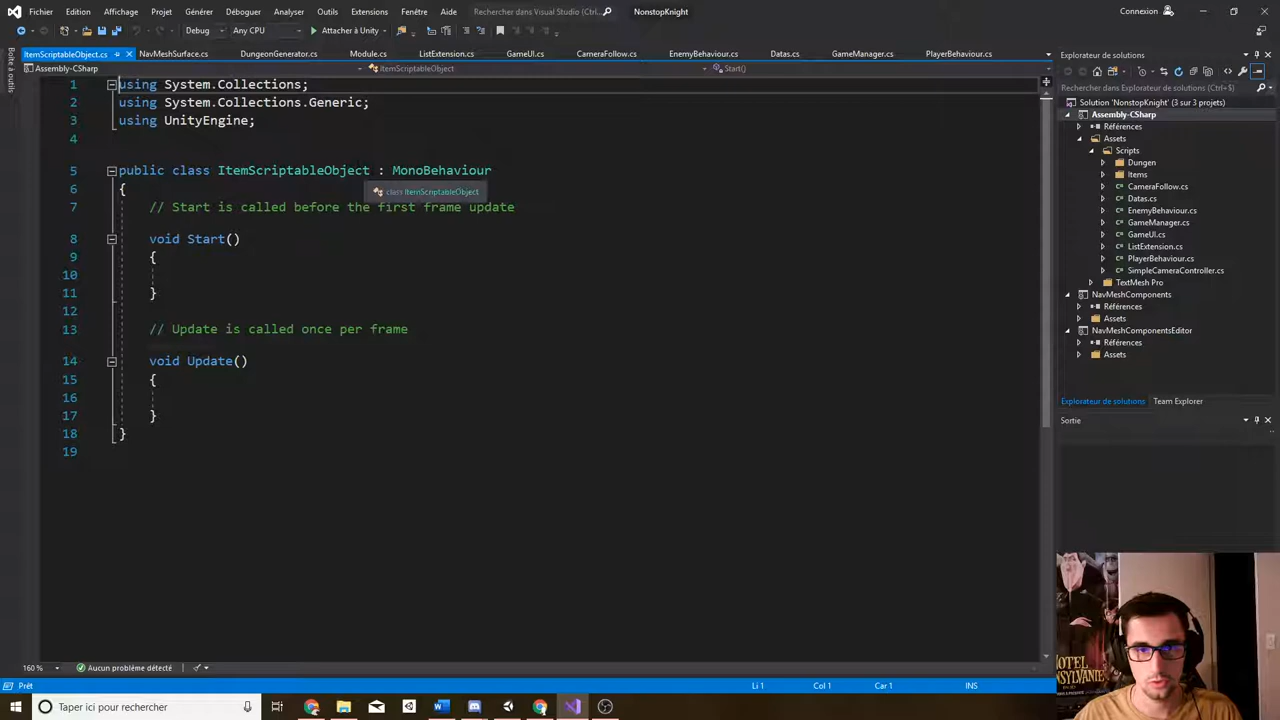 Fichier Edition Affichage Projet Générer Déboguer Analyser Outils Extensions Fenêtre Aide Rechercher dans Visual Studio (Ctrl+... NonstopKnight Connexion
Debug Any CPU Attacher à Unity
Boîte à outils
ItemScriptableObject.cs NavMeshSurface.cs DungeonGenerator.cs Module.cs ListExtension.cs GameUI.cs CameraFollow.cs EnemyBehaviour.cs Datas.cs GameManager.cs PlayerBehaviour.cs
Assembly-CSharp ItemScriptableObject Start()
1 using System.Collections;
2 using System.Collections.Generic;
3 using UnityEngine;
4
5 public class ItemScriptableObject : MonoBehaviour
6 {
class ItemScriptableObject
7 // Start is called before the first frame update
8 void Start()
9 {
10
11 }
12
13 // Update is called once per frame
14 void Update()
15 {
16
17 }
18 }
19
160 % Aucun problème détecté Li 1 Col 1 Car 1 INS
Prêt
Explorateur de solutions
Rechercher dans Explorateur de solutions (Ctrl+$)
Solution 'NonstopKnight' (3 sur 3 projets)
Assembly-CSharp
Références
Assets
Scripts
Dungen
Items
CameraFollow.cs
Datas.cs
EnemyBehaviour.cs
GameManager.cs
GameUI.cs
ListExtension.cs
PlayerBehaviour.cs
SimpleCameraController.cs
TextMesh Pro
NavMeshComponents
Références
Assets
NavMeshComponentsEditor
Références
Assets
Explorateur de solutions Team Explorer
Sortie
Taper ici pour rechercher